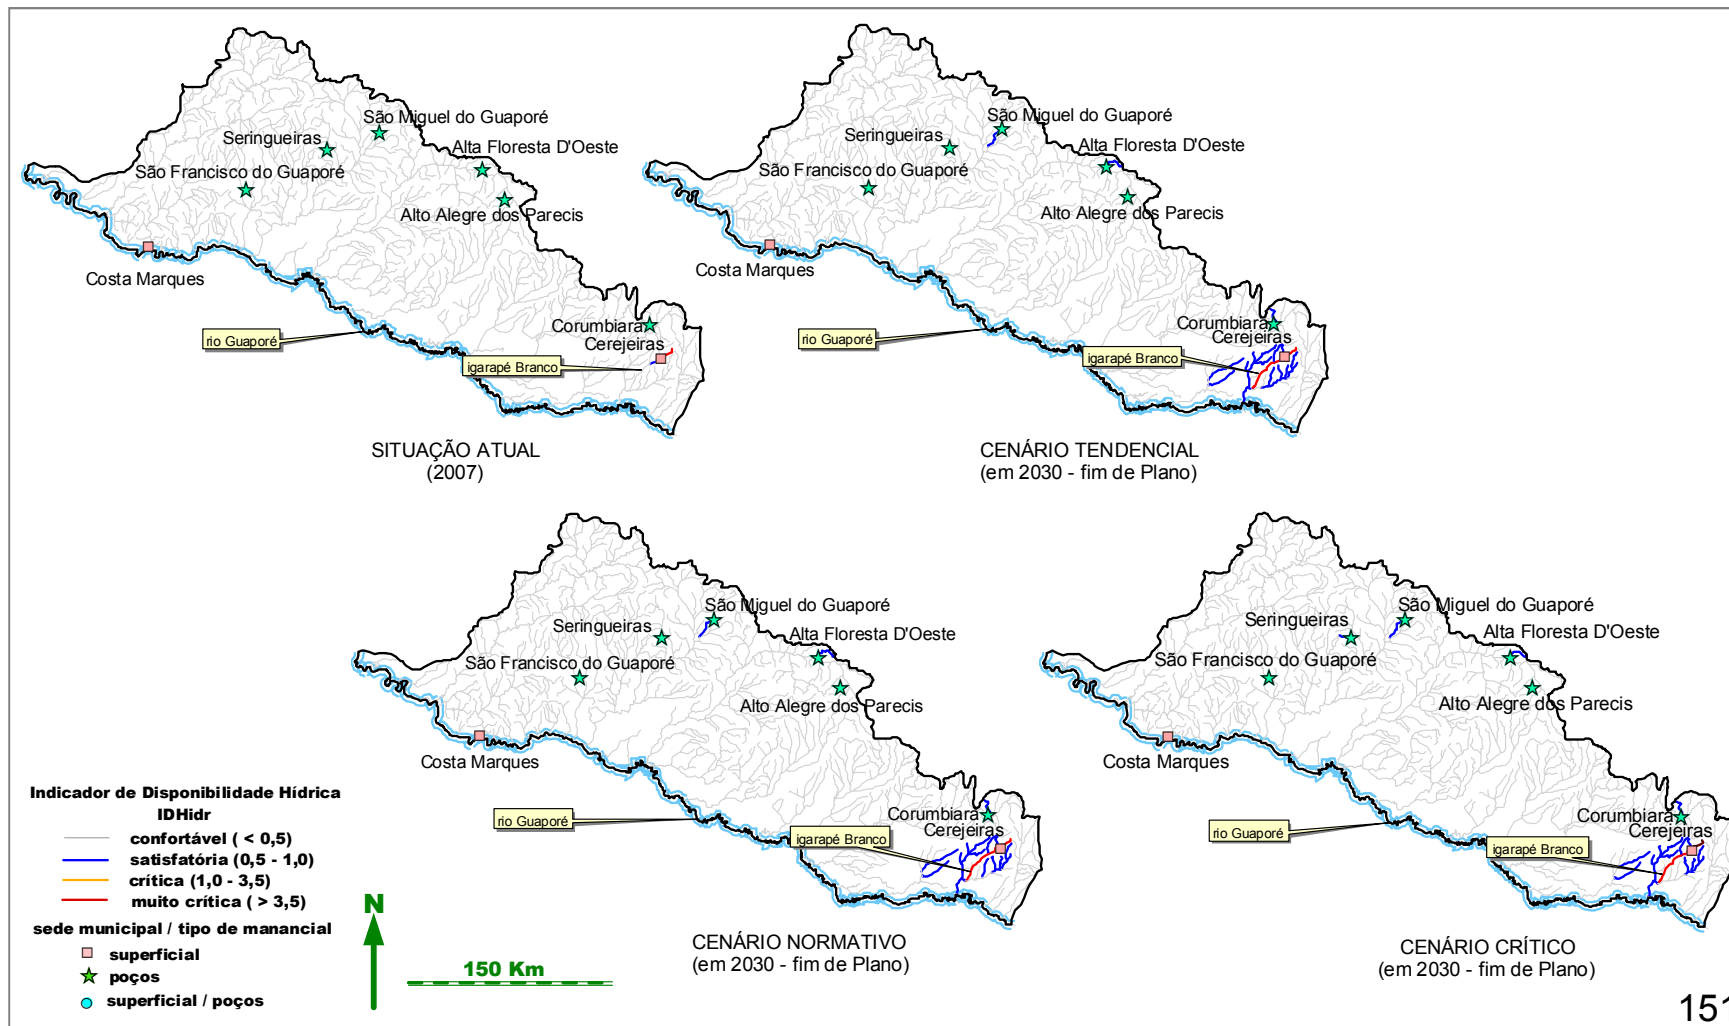 São Miguel do Guaporé
Seringueiras
Alta Floresta D'Oeste
São Francisco do Guaporé
Alto Alegre dos Parecis
Costa Marques
rio Guaporé
Corumbiara
Cerejeiras
igarapé Branco
SITUAÇÃO ATUAL
(2007)
São Miguel do Guaporé
Seringueiras
Alta Floresta D'Oeste
São Francisco do Guaporé
Alto Alegre dos Parecis
Costa Marques
rio Guaporé
Corumbiara
Cerejeiras
igarapé Branco
CENÁRIO TENDENCIAL
(em 2030 - fim de Plano)
São Miguel do Guaporé
Seringueiras
Alta Floresta D'Oeste
São Francisco do Guaporé
Alto Alegre dos Parecis
Costa Marques
rio Guaporé
Corumbiara
Cerejeiras
igarapé Branco
CENÁRIO NORMATIVO
(em 2030 - fim de Plano)
São Miguel do Guaporé
Seringueiras
Alta Floresta D'Oeste
São Francisco do Guaporé
Alto Alegre dos Parecis
Costa Marques
rio Guaporé
Corumbiara
Cerejeiras
igarapé Branco
CENÁRIO CRÍTICO
(em 2030 - fim de Plano)
Indicador de Disponibilidade Hídrica
IDHidr
confortável ( < 0,5)
satisfatória (0,5 - 1,0)
crítica (1,0 - 3,5)
muito crítica ( > 3,5)
sede municipal / tipo de manancial
superficial
poços
superficial / poços
N
150 Km
151